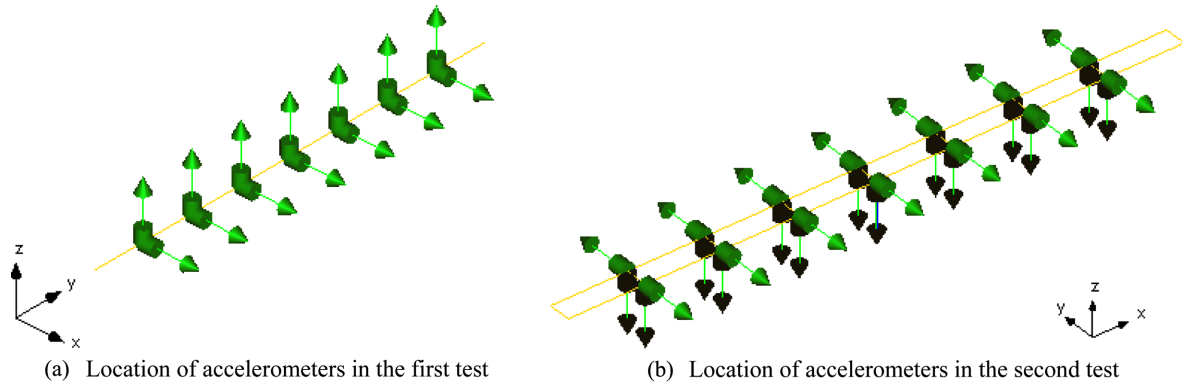 z
y
x
(a) Location of accelerometers in the first test
z
y
x
(b) Location of accelerometers in the second test